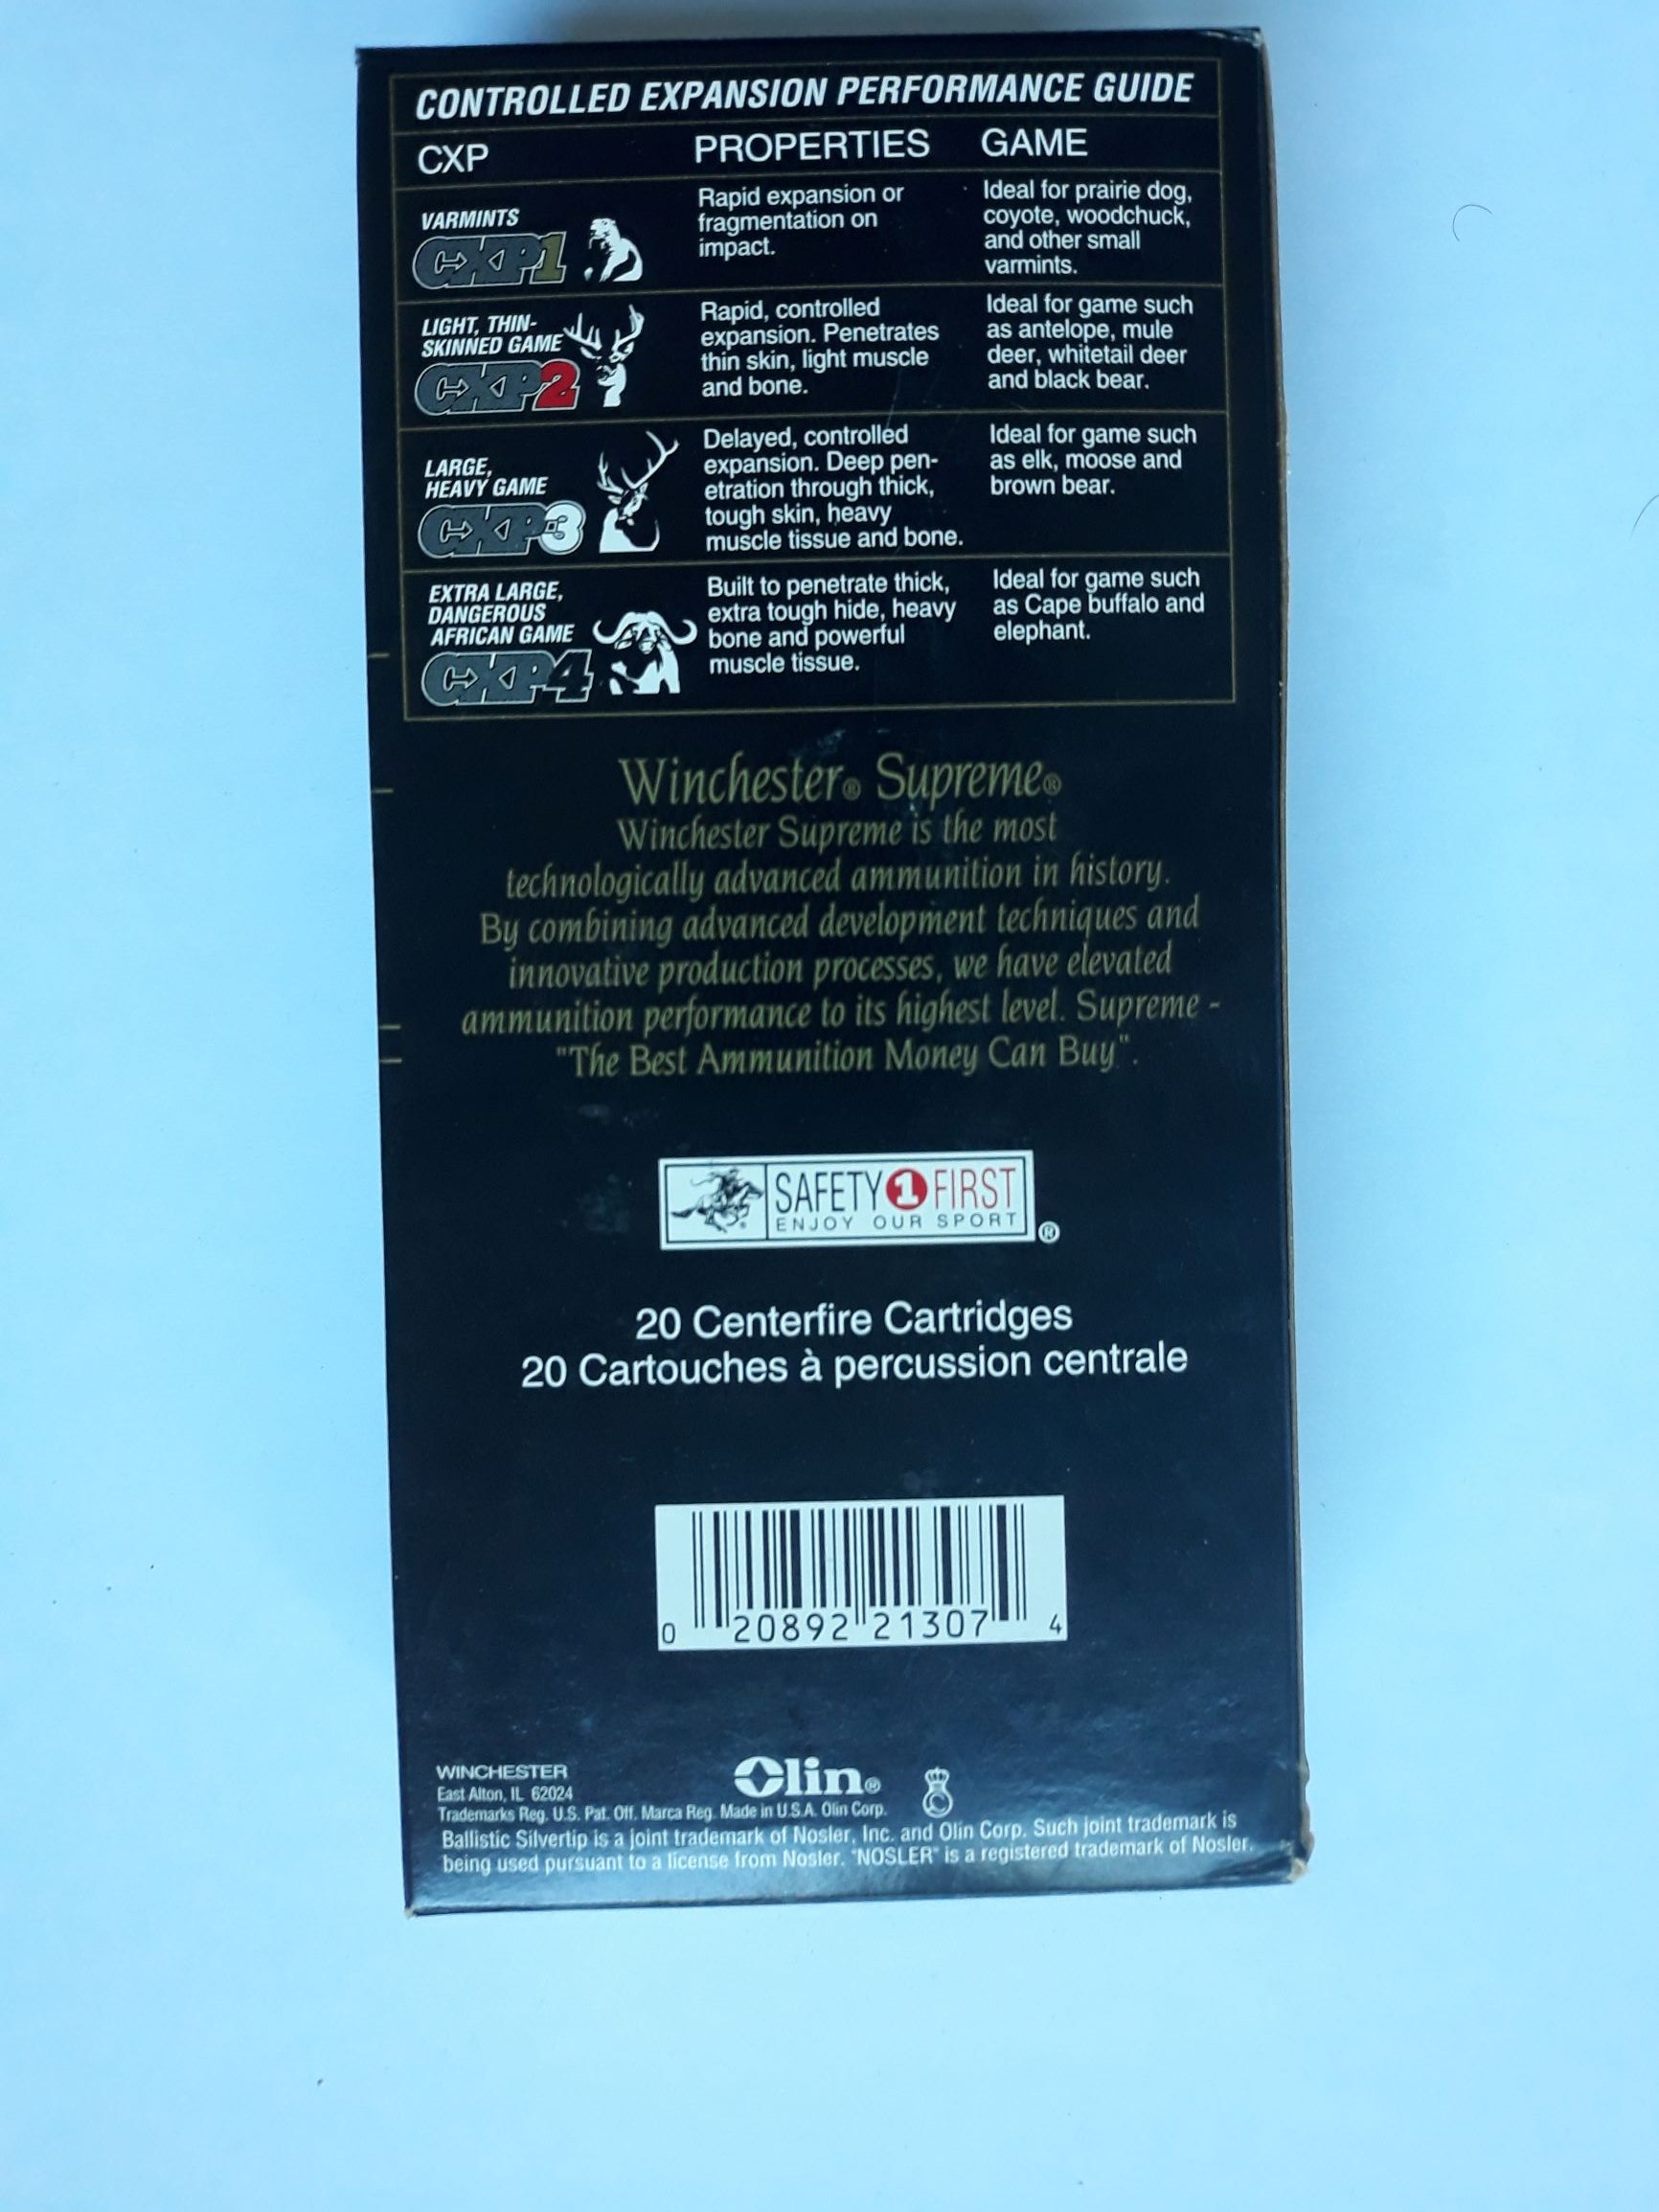 CONTROLLED EXPANSION PERFORMANCE GUIDE
CXP PROPERTIES GAME
VARMINTS
CXP1
Rapid expansion or
fragmentation on
impact.
Ideal for prairie dog,
coyote, woodchuck,
and other small
varmints.
LIGHT, THIN-
SKINNED GAME
CXP2
Rapid, controlled
expansion. Penetrates
thin skin, light muscle
and bone.
Ideal for game such
as antelope, mule
deer, whitetail deer
and black bear.
LARGE,
HEAVY GAME
CXP3
Delayed, controlled
expansion. Deep pen-
etration through thick,
tough skin, heavy
muscle tissue and bone.
Ideal for game such
as elk, moose and
brown bear.
EXTRA LARGE,
DANGEROUS
AFRICAN GAME
CXP4
Built to penetrate thick,
extra tough hide, heavy
bone and powerful
muscle tissue.
Ideal for game such
as Cape buffalo and
elephant.
Winchester® Supreme®
Winchester Supreme is the most
technologically advanced ammunition in history.
By combining advanced development techniques and
innovative production processes, we have elevated
ammunition performance to its highest level. Supreme -
"The Best Ammunition Money Can Buy".
SAFETY 1 FIRST
ENJOY OUR SPORT ®
20 Centerfire Cartridges
20 Cartouches à percussion centrale
0 20892 21307 4
WINCHESTER
East Alton, IL 62024
Olin®
Trademarks Reg. U.S. Pat. Off. Marca Reg. Made in U.S.A. Olin Corp.
Ballistic Silvertip is a joint trademark of Nosler, Inc. and Olin Corp. Such joint trademark is
being used pursuant to a license from Nosler. "NOSLER" is a registered trademark of Nosler.